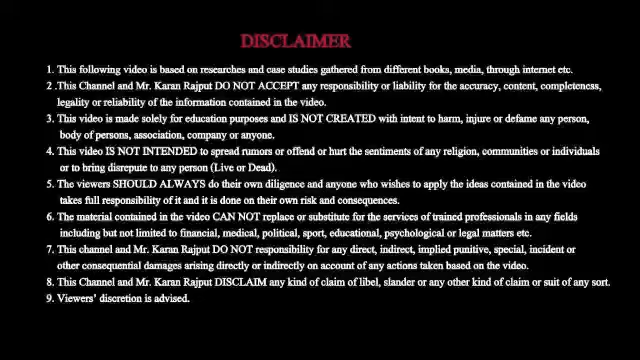 DISCLAIMER
1. This following video is based on researches and case studies gathered from different books, media, through internet etc.
2 .This Channel and Mr. Karan Rajput DO NOT ACCEPT any responsibility or liability for the accuracy, content, completeness,
legality or reliability of the information contained in the video.
3. This video is made solely for education purposes and IS NOT CREATED with intent to harm, injure or defame any person,
body of persons, association, company or anyone.
4. This video IS NOT INTENDED to spread rumors or offend or hurt the sentiments of any religion, communities or individuals
or to bring disrepute to any person (Live or Dead).
5. The viewers SHOULD ALWAYS do their own diligence and anyone who wishes to apply the ideas contained in the video
takes full responsibility of it and it is done on their own risk and consequences.
6. The material contained in the video CAN NOT replace or substitute for the services of trained professionals in any fields
including but not limited to financial, medical, political, sport, educational, psychological or legal matters etc.
7. This channel and Mr. Karan Rajput DO NOT responsibility for any direct, indirect, implied punitive, special, incident or
other consequential damages arising directly or indirectly on account of any actions taken based on the video.
8. This Channel and Mr. Karan Rajput DISCLAIM any kind of claim of libel, slander or any other kind of claim or suit of any sort.
9. Viewers' discretion is advised.